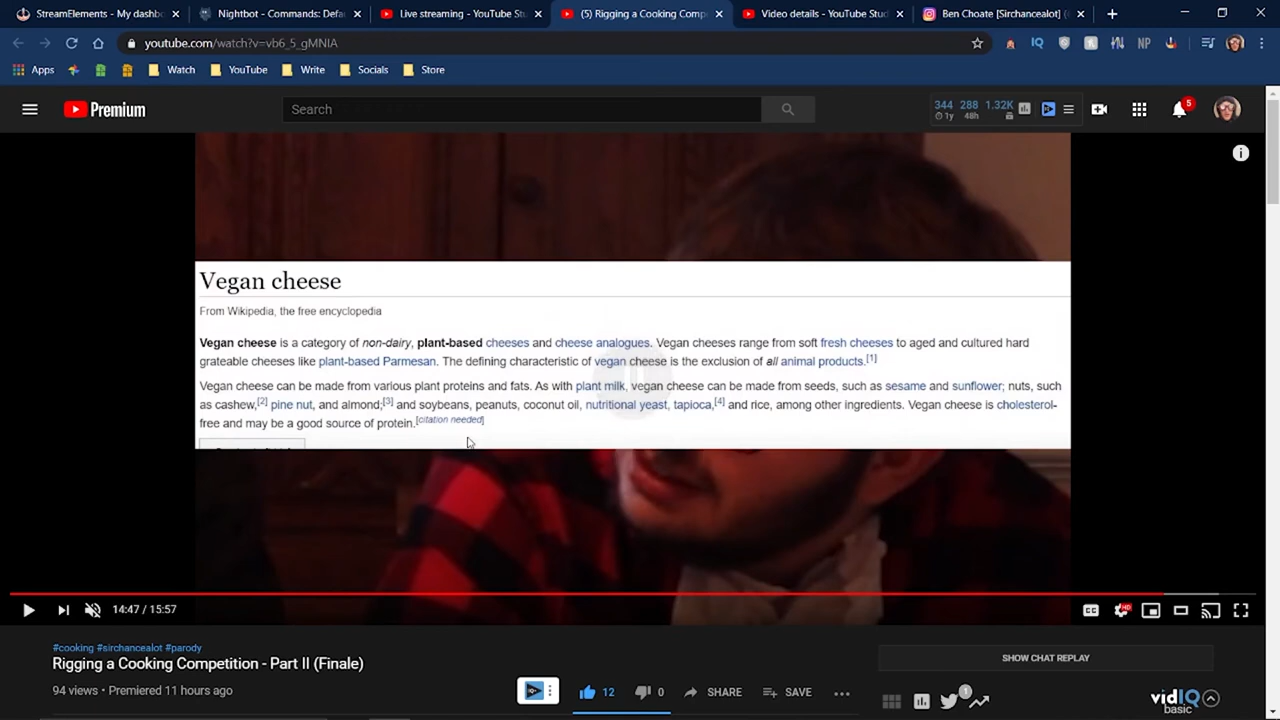 StreamElements - My dashb
Nightbot - Commands: Defa
Live streaming - YouTube Stu
(5) Rigging a Cooking Comp
Video details - YouTube Stud
Ben Choate [Sirchancealot] (
youtube.com/watch?v=vb6_5_gMNIA
Apps
Watch
YouTube
Write
Socials
Store
Premium
Search
344 288 1.32K
1y 48h
5
Vegan cheese
From Wikipedia, the free encyclopedia
Vegan cheese is a category of non-dairy, plant-based cheeses and cheese analogues. Vegan cheeses range from soft fresh cheeses to aged and cultured hard
grateable cheeses like plant-based Parmesan. The defining characteristic of vegan cheese is the exclusion of all animal products.[1]
Vegan cheese can be made from various plant proteins and fats. As with plant milk, vegan cheese can be made from seeds, such as sesame and sunflower; nuts, such
as cashew,[2] pine nut, and almond;[3] and soybeans, peanuts, coconut oil, nutritional yeast, tapioca,[4] and rice, among other ingredients. Vegan cheese is cholesterol-
free and may be a good source of protein.[citation needed]
14:47 / 15:57
#cooking #sirchancealot #parody
Rigging a Cooking Competition - Part II (Finale)
94 views • Premiered 11 hours ago
12
0
SHARE
SAVE
SHOW CHAT REPLAY
1
vidIQ
basic